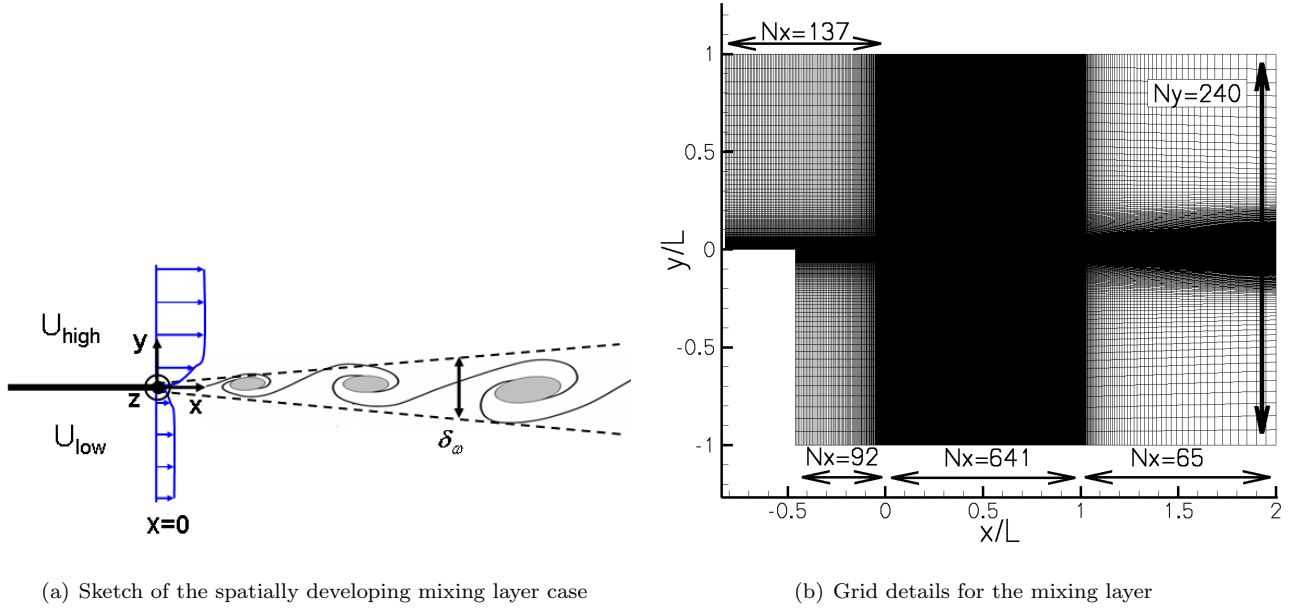 U_high
y
z
x
U_low
δ_ω
x=0
Nx=137
1
Ny=240
0.5
y/L
0
-0.5
-1
Nx=92
Nx=641
Nx=65
-0.5
0
0.5
1
1.5
2
x/L
(a) Sketch of the spatially developing mixing layer case
(b) Grid details for the mixing layer